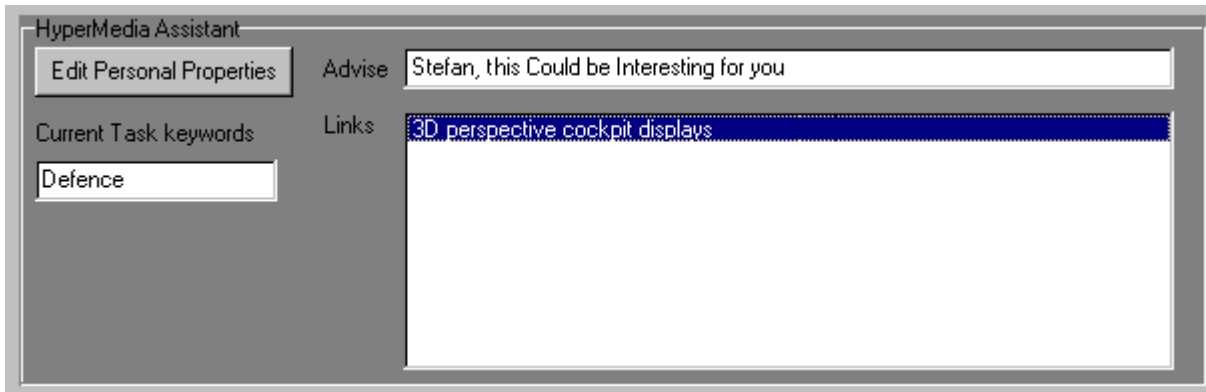 HyperMedia Assistant
Edit Personal Properties
Advise
Stefan, this Could be Interesting for you
Current Task keywords
Defence
Links
3D perspective cockpit displays